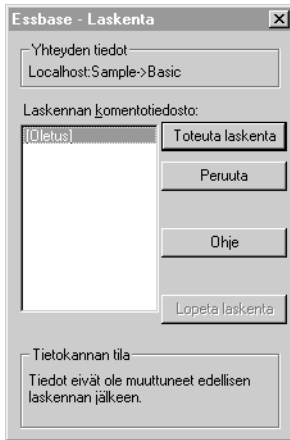 Essbase - Laskenta
Yhteyden tiedot
Localhost:Sample->Basic
Laskennan komentotiedosto:
[Oletus]
Toteuta laskenta
Peruuta
Ohje
Lopeta laskenta
Tietokannan tila
Tiedot eivät ole muuttuneet edellisen
laskennan jälkeen.